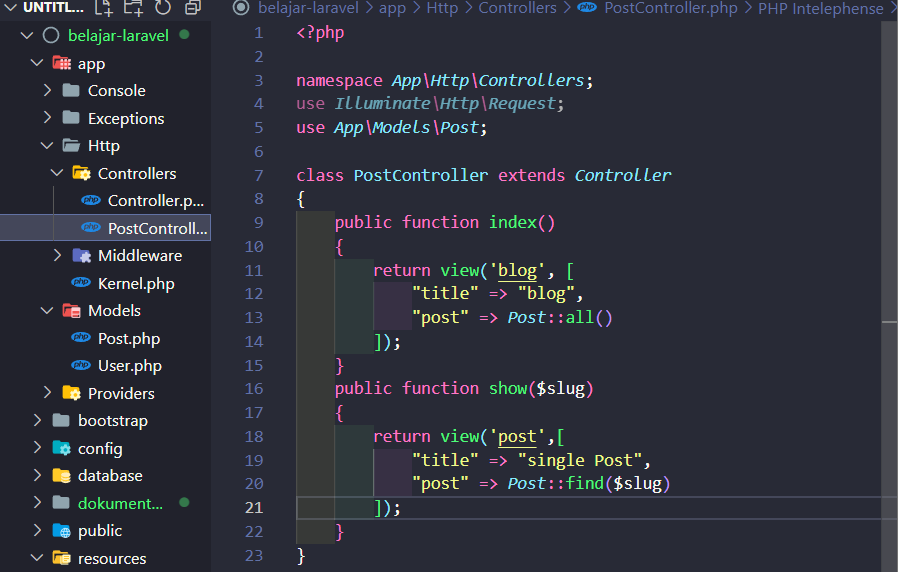 UNTITL...
belajar-laravel
app
Console
Exceptions
Http
Controllers
Controller.p...
PostControll...
Middleware
Kernel.php
Models
Post.php
User.php
Providers
bootstrap
config
database
dokument...
public
resources
belajar-laravel > app > Http > Controllers > PostController.php > PHP Intelephense >
1 <?php
2
3 namespace App\Http\Controllers;
4 use Illuminate\Http\Request;
5 use App\Models\Post;
6
7 class PostController extends Controller
8 {
9 public function index()
10 {
11 return view('blog', [
12 "title" => "blog",
13 "post" => Post::all()
14 ]);
15 }
16 public function show($slug)
17 {
18 return view('post',[
19 "title" => "single Post",
20 "post" => Post::find($slug)
21 ]);
22 }
23 }